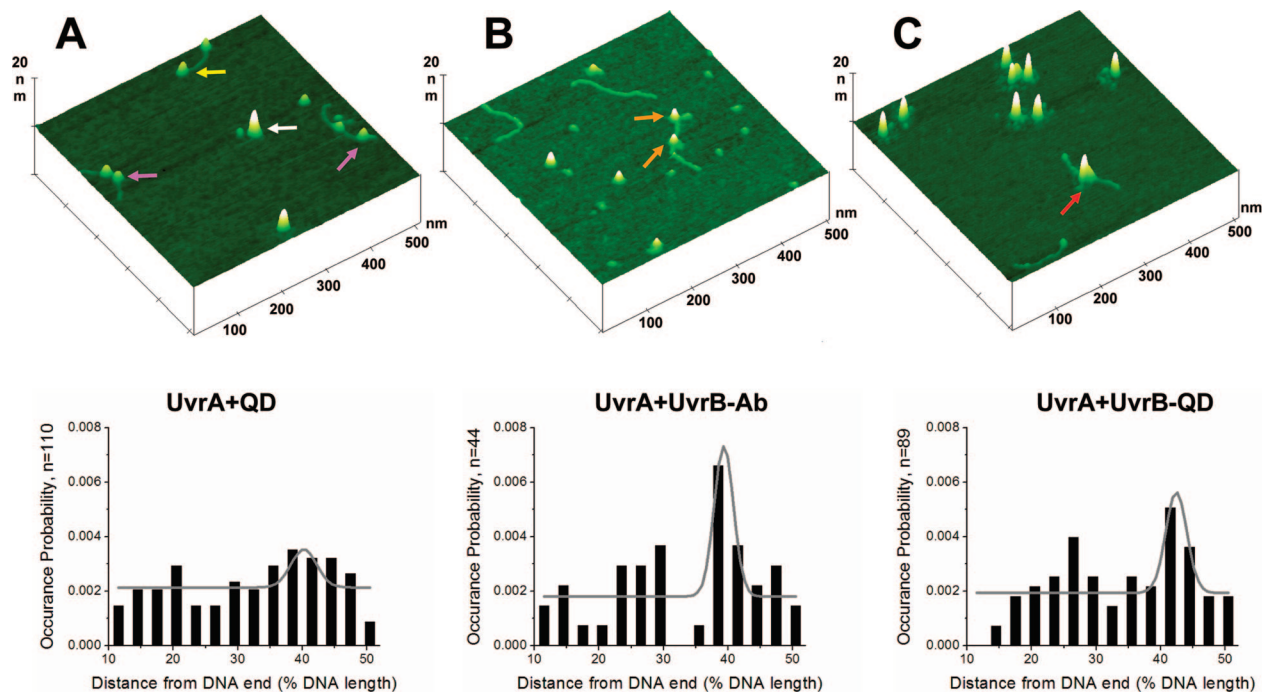 A
20
n
m
nm
500
400
300
200
100
B
20
n
m
nm
500
400
300
200
100
C
20
n
m
nm
500
400
300
200
100
UvrA+QD
Occurance Probability, n=110
0.008
0.006
0.004
0.002
0.000
10 20 30 40 50
Distance from DNA end (% DNA length)
UvrA+UvrB-Ab
Occurance Probability, n=44
0.008
0.006
0.004
0.002
0.000
10 20 30 40 50
Distance from DNA end (% DNA length)
UvrA+UvrB-QD
Occurance Probability, n=89
0.008
0.006
0.004
0.002
0.000
10 20 30 40 50
Distance from DNA end (% DNA length)